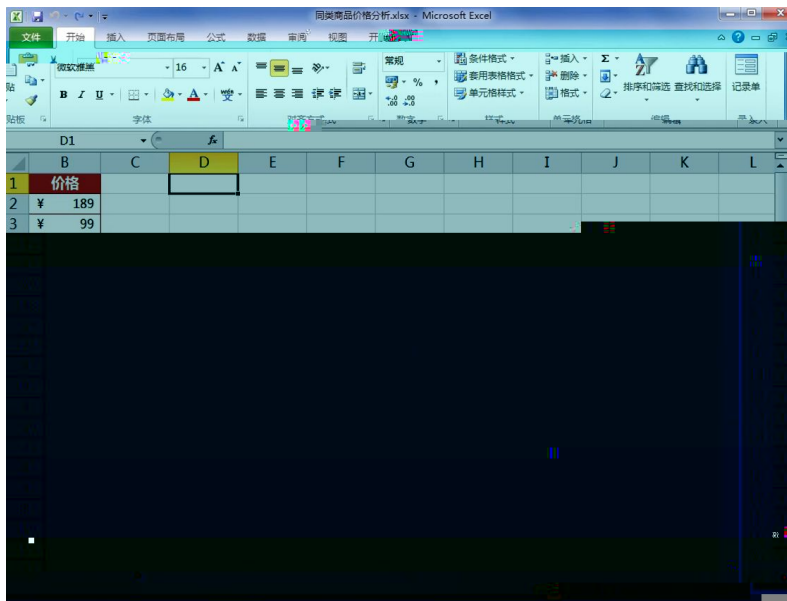 同类商品价格分析.xlsx - Microsoft Excel
文件 开始 插入 页面布局 公式 数据 审阅 视图 开
微软雅黑 16 A A 常规 条件格式 插入 Σ
贴 % , 套用表格格式 删除 排序和筛选 查找和选择 记录单
B I U A 单元格样式 格式
贴板 字体 编辑
D1 fx
B C D E F G H I J K L
1 价格
2 ¥ 189
3 ¥ 99